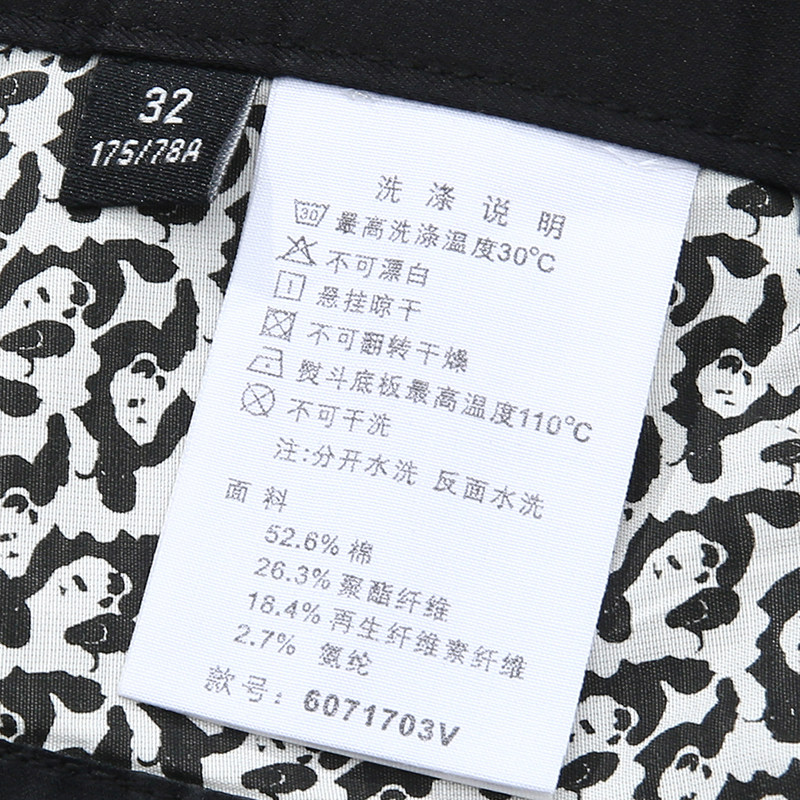 32
175/78A
洗涤说明
30 最高洗涤温度30℃
不可漂白
悬挂晾干
不可翻转干燥
熨斗底板最高温度110℃
不可干洗
注:分开水洗 反面水洗
面料
52.6% 棉
26.3% 聚酯纤维
18.4% 再生纤维素纤维
2.7% 氨纶
款号: 6071703V